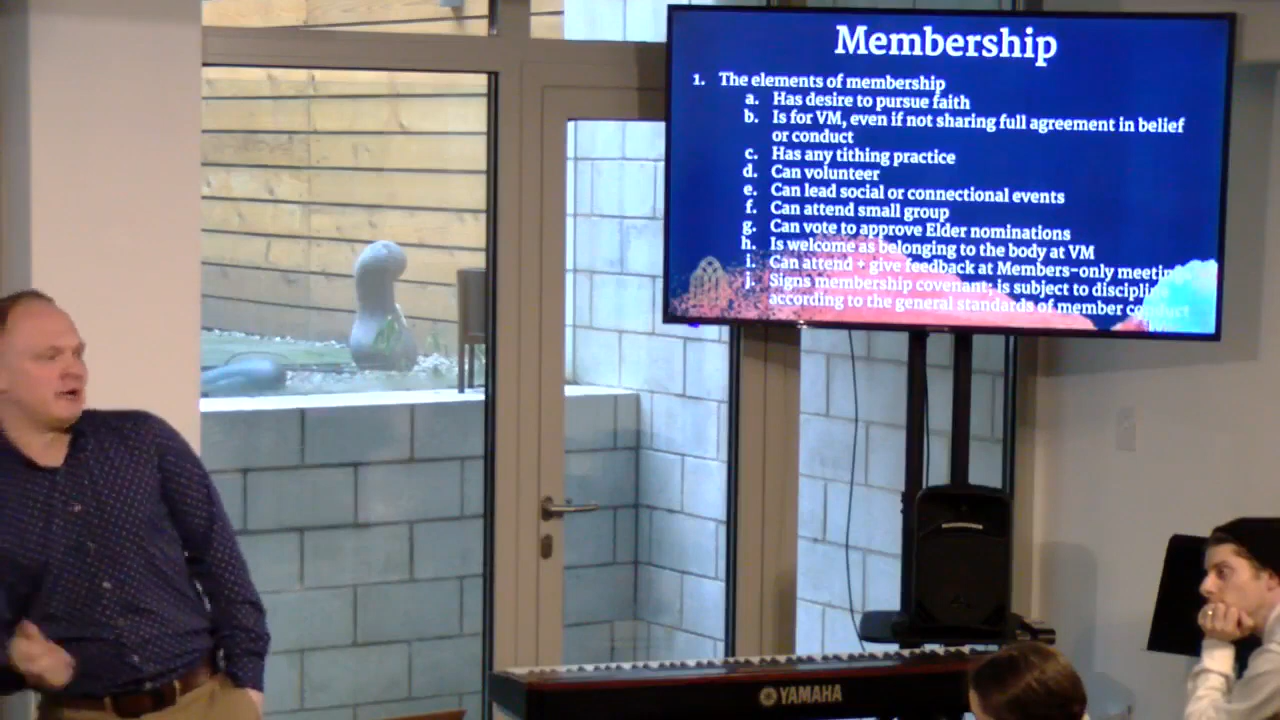 Membership
1. The elements of membership
a. Has desire to pursue faith
b. Is for VM, even if not sharing full agreement in belief
or conduct
c. Has any tithing practice
d. Can volunteer
e. Can lead social or connectional events
f. Can attend small group
g. Can vote to approve Elder nominations
h. Is welcome as belonging to the body at VM
i. Can attend + give feedback at Members-only
j. Signs membership covenant; is subject to
according to the general standards of member conduct
YAMAHA